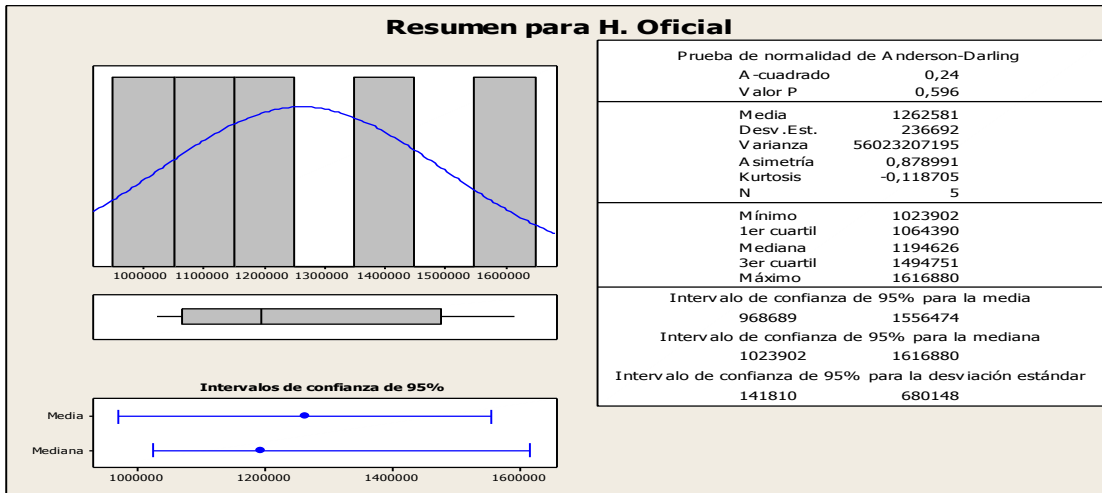 Resumen para H. Oficial
1000000 1100000 1200000 1300000 1400000 1500000 1600000
Intervalos de confianza de 95%
Media
Mediana
1000000 1200000 1400000 1600000
Prueba de normalidad de Anderson-Darling
A-cuadrado 0,24
Valor P 0,596
Media 1262581
Desv.Est. 236692
Varianza 56023207195
Asimetría 0,878991
Kurtosis -0,118705
N 5
Mínimo 1023902
1er cuartil 1064390
Mediana 1194626
3er cuartil 1494751
Máximo 1616880
Intervalo de confianza de 95% para la media
968689 1556474
Intervalo de confianza de 95% para la mediana
1023902 1616880
Intervalo de confianza de 95% para la desviación estándar
141810 680148